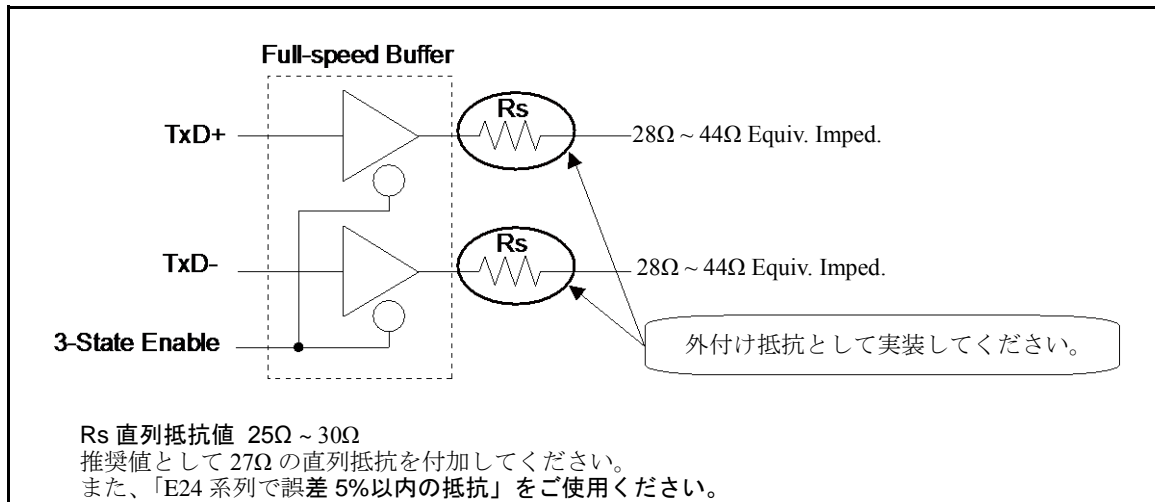 Full-speed Buffer
Rs
TxD+
28Ω ~ 44Ω Equiv. Imped.
Rs
TxD-
28Ω ~ 44Ω Equiv. Imped.
3-State Enable
外付け抵抗として実装してください。
Rs 直列抵抗値 25Ω ~ 30Ω
推奨値として 27Ω の直列抵抗を付加してください。
また、「E24 系列で誤差 5%以内の抵抗」をご使用ください。